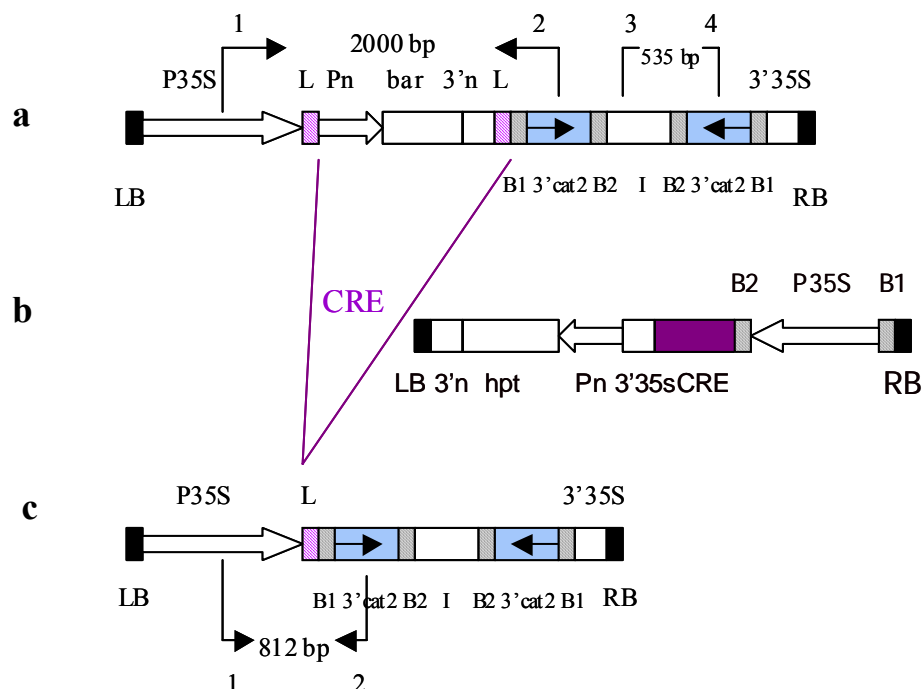 1 2 3 4
2000 bp
535 bp
P35S L Pn bar 3'n L 3'35S
a
LB B1 3'cat2 B2 I B2 3'cat2 B1 RB
CRE
B2 P35S B1
b
LB 3'n hpt Pn 3'35sCRE RB
P35S L 3'35S
c
LB B1 3'cat2 B2 I B2 3'cat2 B1 RB
812 bp
1 2